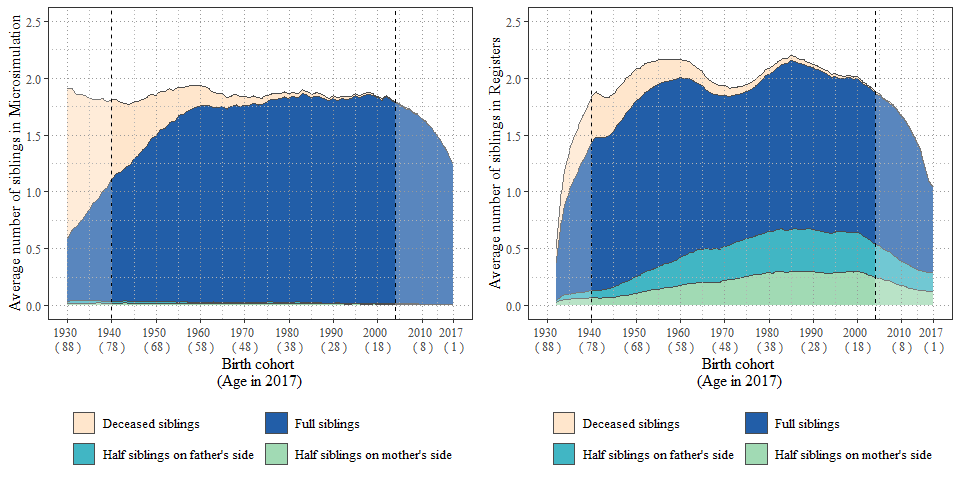 Average number of siblings in Microsimulation
2.5
2.0
1.5
1.0
0.5
0.0
1930 1940 1950 1960 1970 1980 1990 2000 2010 2017
( 88) ( 78) ( 68) ( 58) ( 48) ( 38) ( 28) ( 18) ( 8) ( 1)
Birth cohort
(Age in 2017)
Deceased siblings Full siblings
Half siblings on father's side Half siblings on mother's side
Average number of siblings in Registers
2.5
2.0
1.5
1.0
0.5
0.0
1930 1940 1950 1960 1970 1980 1990 2000 2010 2017
( 88) ( 78) ( 68) ( 58) ( 48) ( 38) ( 28) ( 18) ( 8) ( 1)
Birth cohort
(Age in 2017)
Deceased siblings Full siblings
Half siblings on father's side Half siblings on mother's side